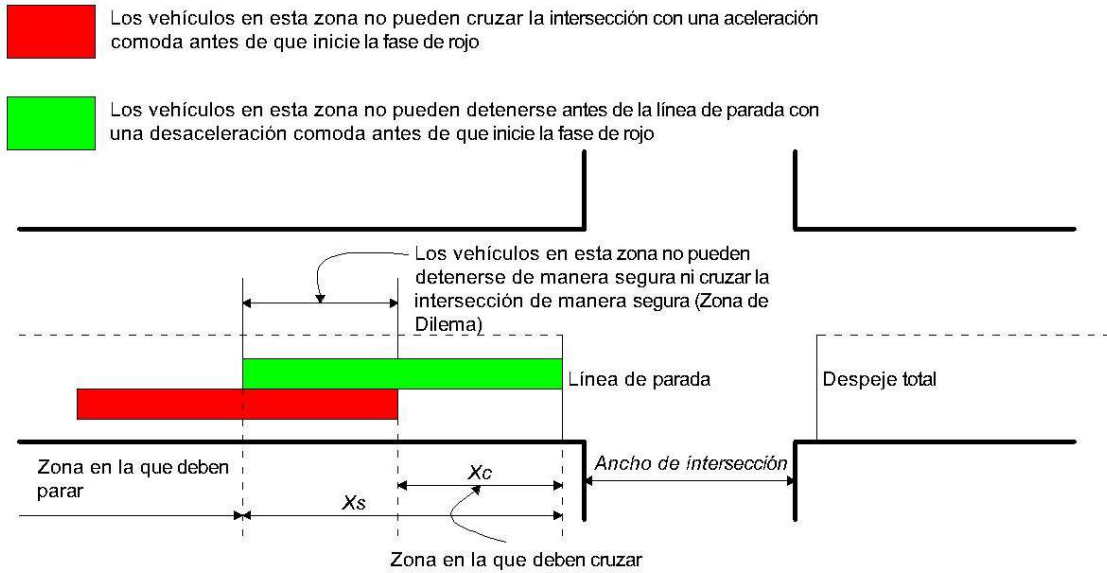 Los vehículos en esta zona no pueden cruzar la intersección con una aceleración
comoda antes de que inicie la fase de rojo
Los vehículos en esta zona no pueden detenerse antes de la línea de parada con
una desaceleración comoda antes de que inicie la fase de rojo
Los vehículos en esta zona no pueden
detenerse de manera segura ni cruzar la
intersección de manera segura (Zona de
Dilema)
Línea de parada
Despeje total
Zona en la que deben
parar
Xc
Ancho de intersección
Xs
Zona en la que deben cruzar